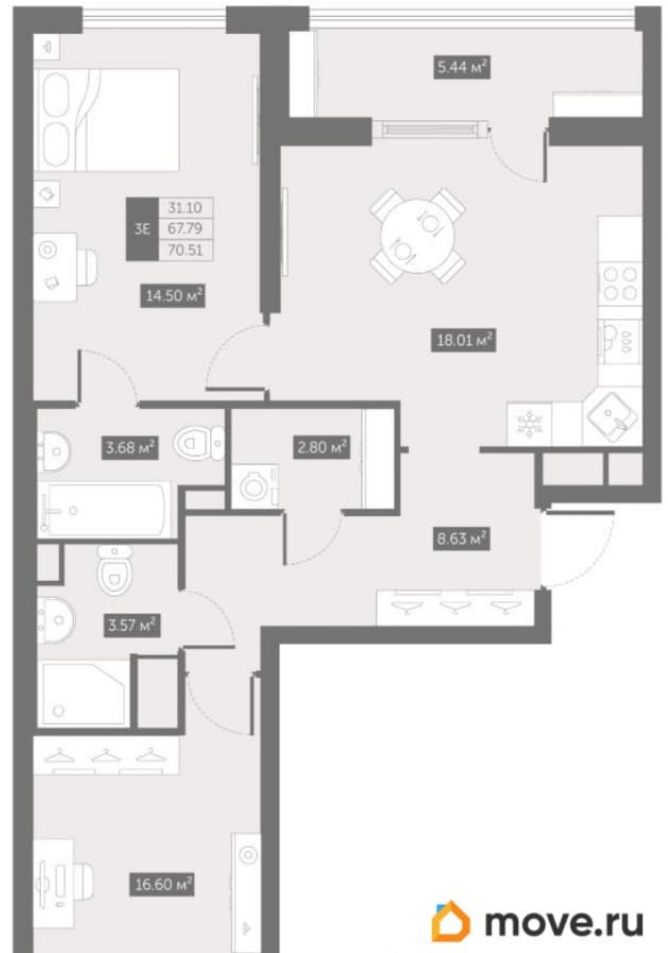 5.44 м²
3Е
31.10
67.79
70.51
14.50 м²
18.01 м²
3.68 м²
2.80 м²
8.63 м²
3.57 м²
16.60 м²
move.ru